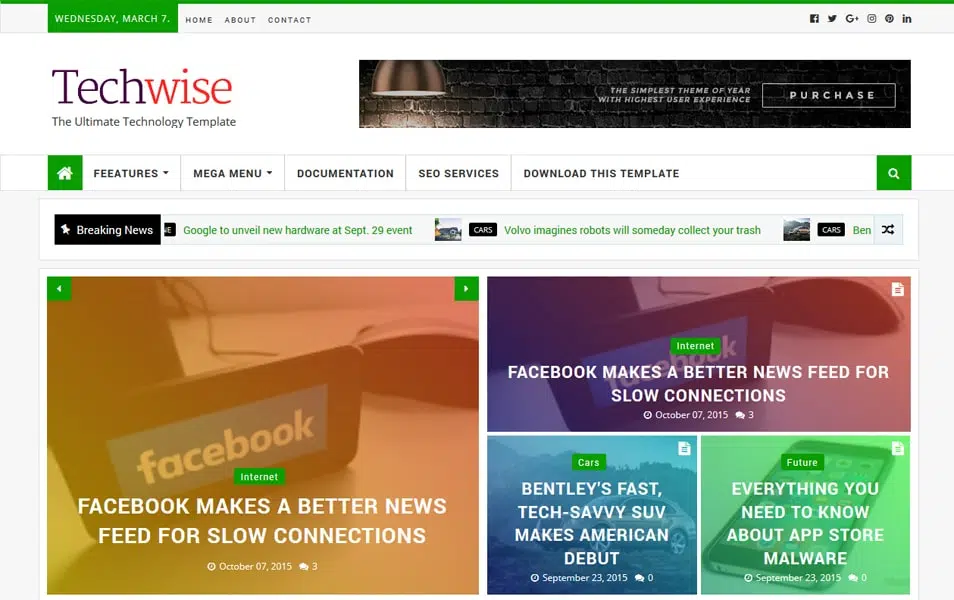 WEDNESDAY, MARCH 7.
HOME ABOUT CONTACT
Techwise
The Ultimate Technology Template
THE SIMPLEST THEME OF YEAR
WITH HIGHEST USER EXPERIENCE
PURCHASE
FEEATURES
MEGA MENU
DOCUMENTATION
SEO SERVICES
DOWNLOAD THIS TEMPLATE
Breaking News
NE
Google to unveil new hardware at Sept. 29 event
CARS
Volvo imagines robots will someday collect your trash
CARS
Ben
facebook
Internet
FACEBOOK MAKES A BETTER NEWS
FEED FOR SLOW CONNECTIONS
October 07, 2015 3
facebook
Internet
FACEBOOK MAKES A BETTER NEWS FEED FOR
SLOW CONNECTIONS
October 07, 2015 3
Cars
BENTLEY'S FAST,
TECH-SAVVY SUV
MAKES AMERICAN
DEBUT
September 23, 2015 0
Future
EVERYTHING YOU
NEED TO KNOW
ABOUT APP STORE
MALWARE
September 23, 2015 0